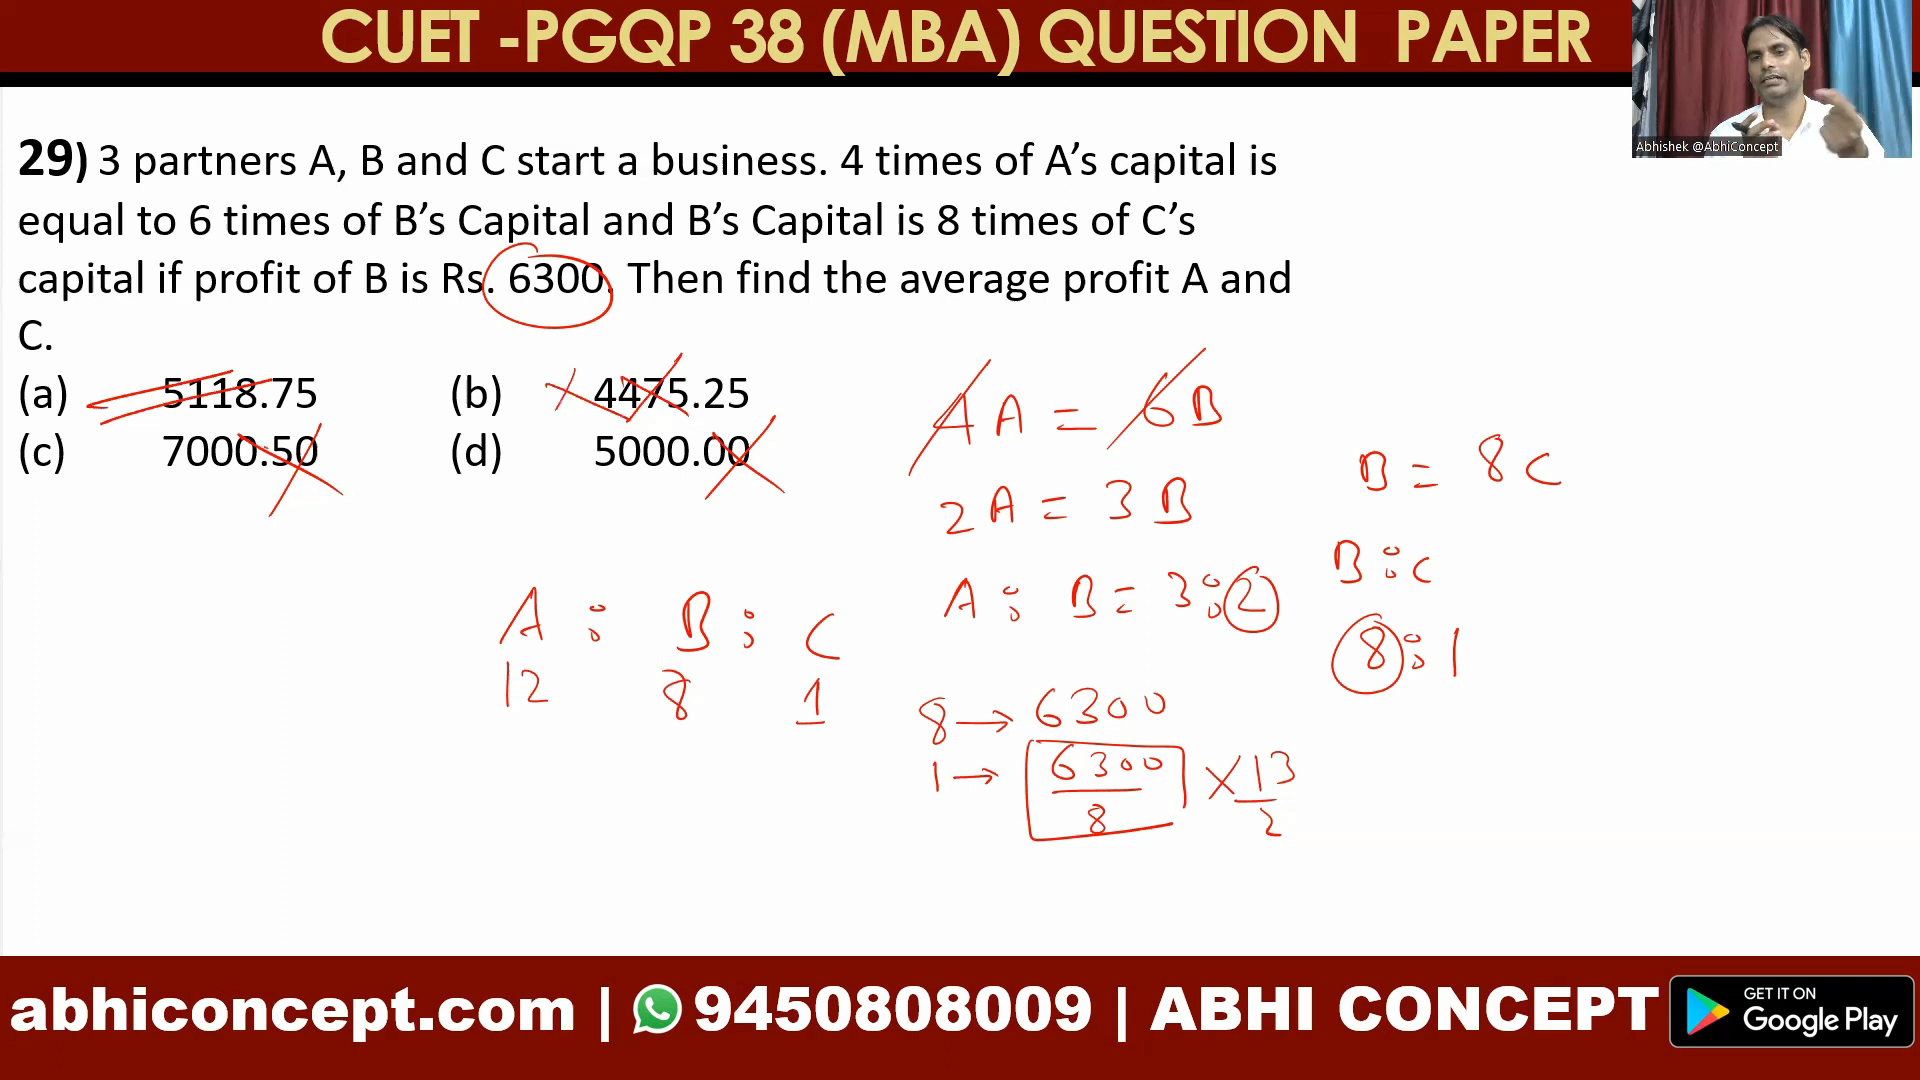 CUET -PGQP 38 (MBA) QUESTION PAPER
Abhishek @AbhiConcept
29) 3 partners A, B and C start a business. 4 times of A’s capital is
equal to 6 times of B’s Capital and B’s Capital is 8 times of C’s
capital if profit of B is Rs. 6300. Then find the average profit A and
C.
(a) 5118.75 (b) 4475.25
(c) 7000.50 (d) 5000.00
4A = 6B
2A = 3B
A : B = 3:2
B = 8C
B:C
8:1
A : B : C
12 8 1
8 → 6300
1 → 6300/8 × 13/2
abhiconcept.com | 9450808009 | ABHI CONCEPT
GET IT ON
Google Play